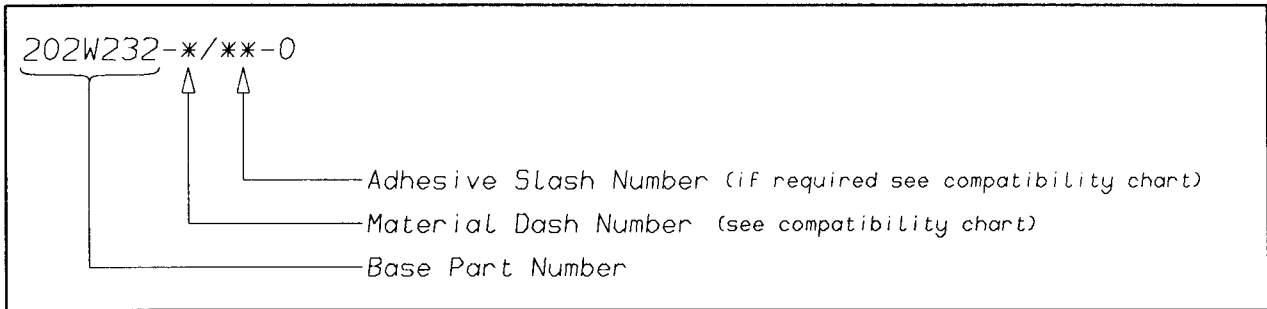 202W232-*/**-0
Adhesive Slash Number (if required see compatibility chart)
Material Dash Number (see compatibility chart)
Base Part Number